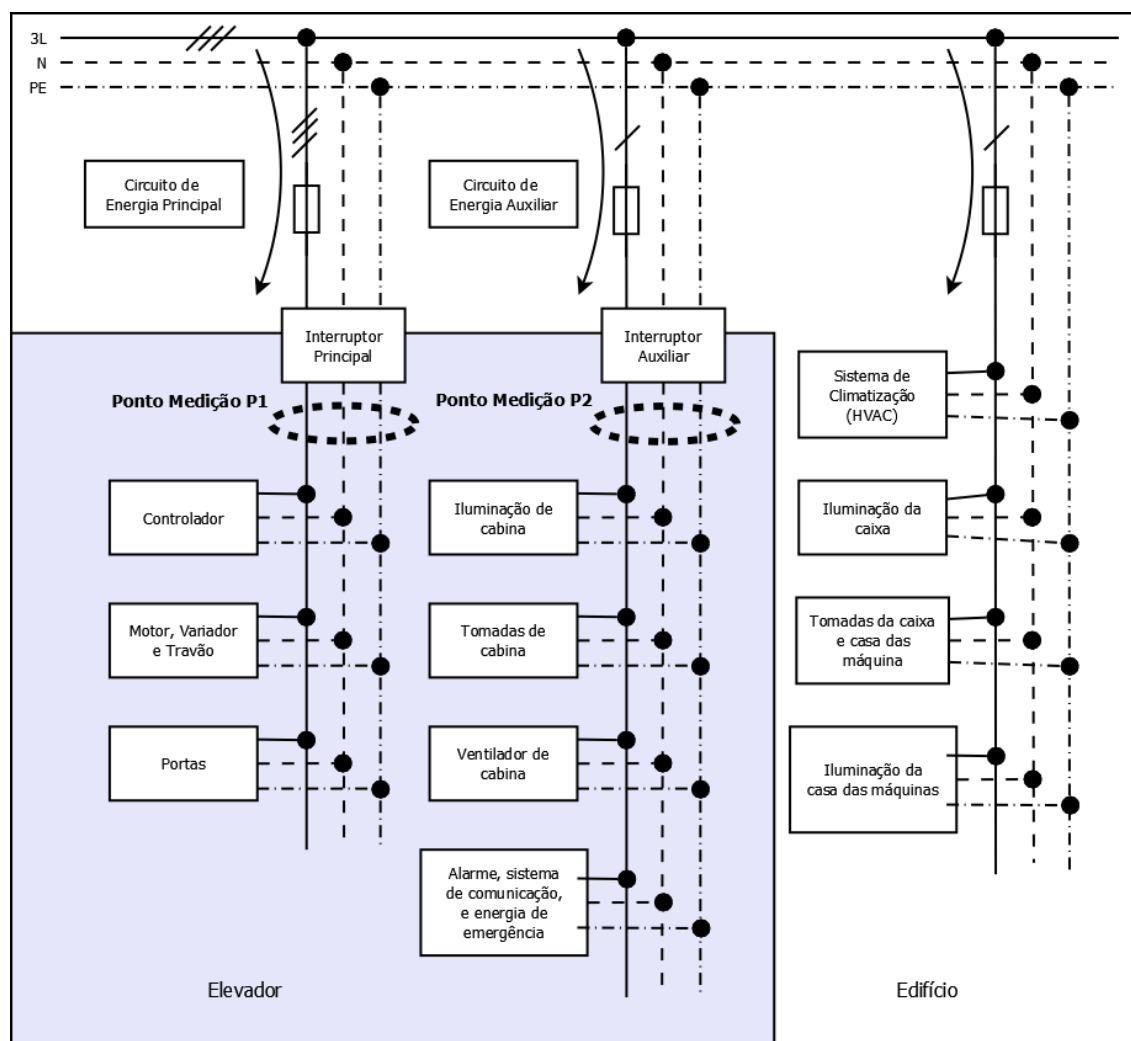 3L
N
PE
Circuito de
Energia Principal
Circuito de
Energia Auxiliar
Interruptor
Principal
Interruptor
Auxiliar
Ponto Medição P1
Ponto Medição P2
Sistema de
Climatização
(HVAC)
Controlador
Iluminação de
cabina
Iluminação da
caixa
Motor, Variador
e Travão
Tomadas de
cabina
Tomadas da caixa
e casa das
máquina
Portas
Ventilador de
cabina
Iluminação da
casa das máquinas
Alarme, sistema
de comunicação,
e energia de
emergência
Elevador
Edifício